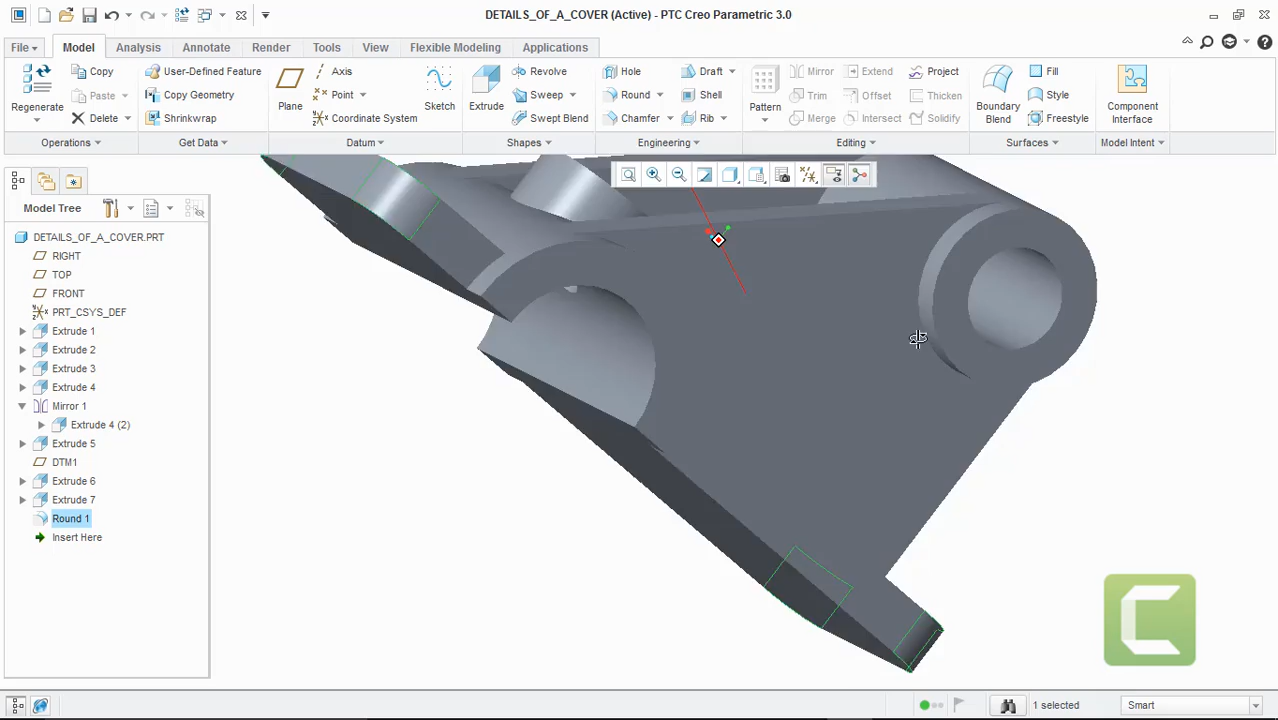 DETAILS_OF_A_COVER (Active) - PTC Creo Parametric 3.0
File Model Analysis Annotate Render Tools View Flexible Modeling Applications
Regenerate Copy Paste Delete
User-Defined Feature Copy Geometry Shrinkwrap
Plane Axis Point Coordinate System Sketch
Extrude Revolve Sweep Swept Blend
Hole Round Chamfer Draft Shell Rib
Pattern Mirror Trim Merge Extend Offset Intersect Project Thicken Solidify
Boundary Blend Fill Style Freestyle
Component Interface
Operations Get Data Datum Shapes Engineering Editing Surfaces Model Intent
Model Tree
DETAILS_OF_A_COVER.PRT
RIGHT
TOP
FRONT
PRT_CSYS_DEF
Extrude 1
Extrude 2
Extrude 3
Extrude 4
Mirror 1
Extrude 4 (2)
Extrude 5
DTM1
Extrude 6
Extrude 7
Round 1
Insert Here
1 selected Smart